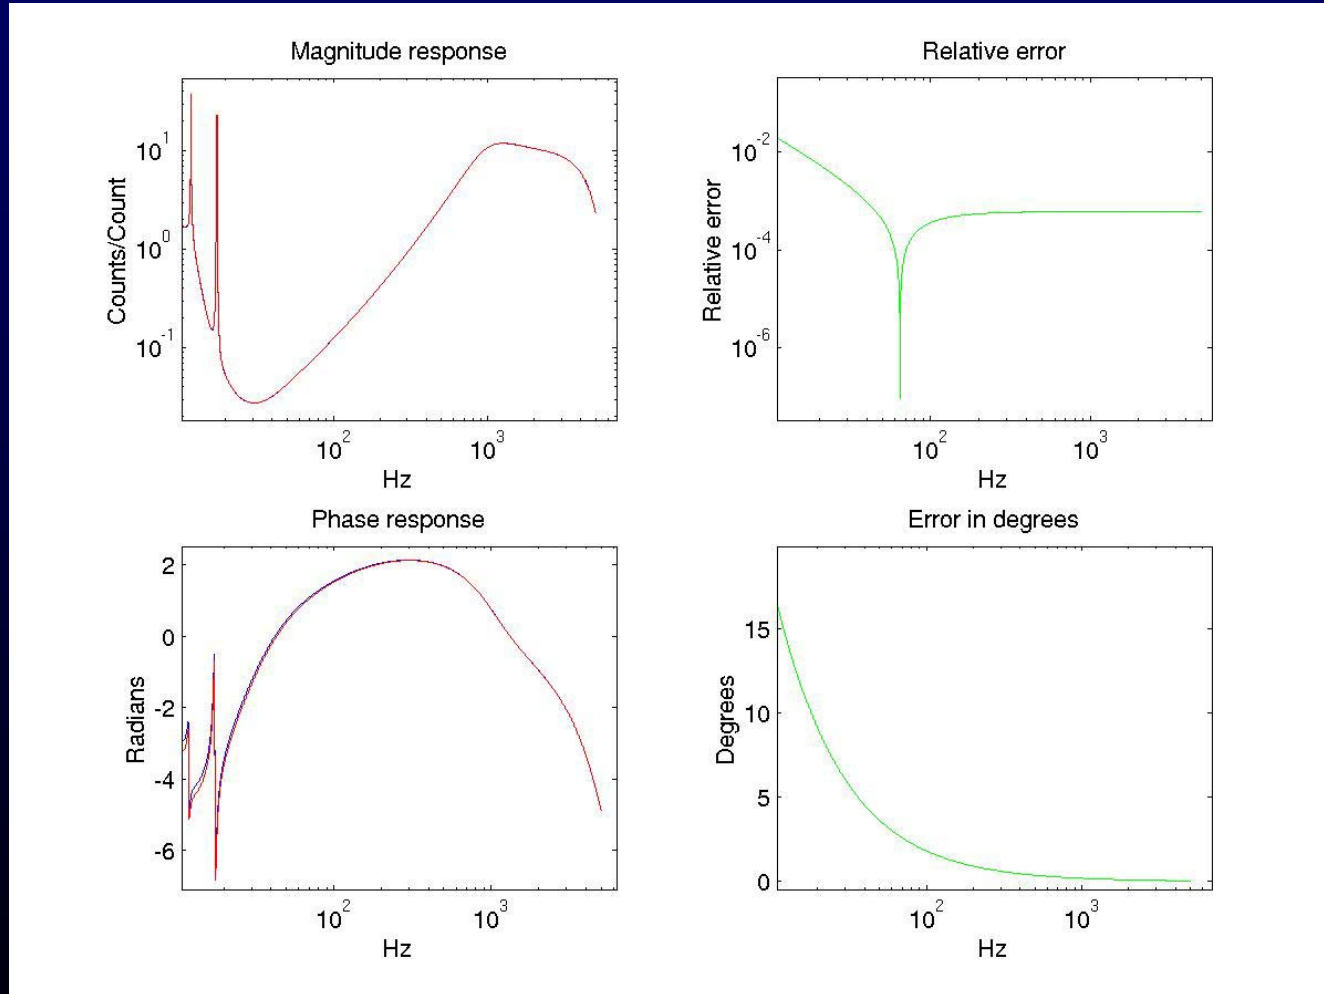 Magnitude response
10^1
10^0
10^-1
Counts/Count
10^2
10^3
Hz
Relative error
10^-2
10^-4
10^-6
Relative error
10^2
10^3
Hz
Phase response
2
0
-2
-4
-6
Radians
10^2
10^3
Hz
Error in degrees
15
10
5
0
Degrees
10^2
10^3
Hz